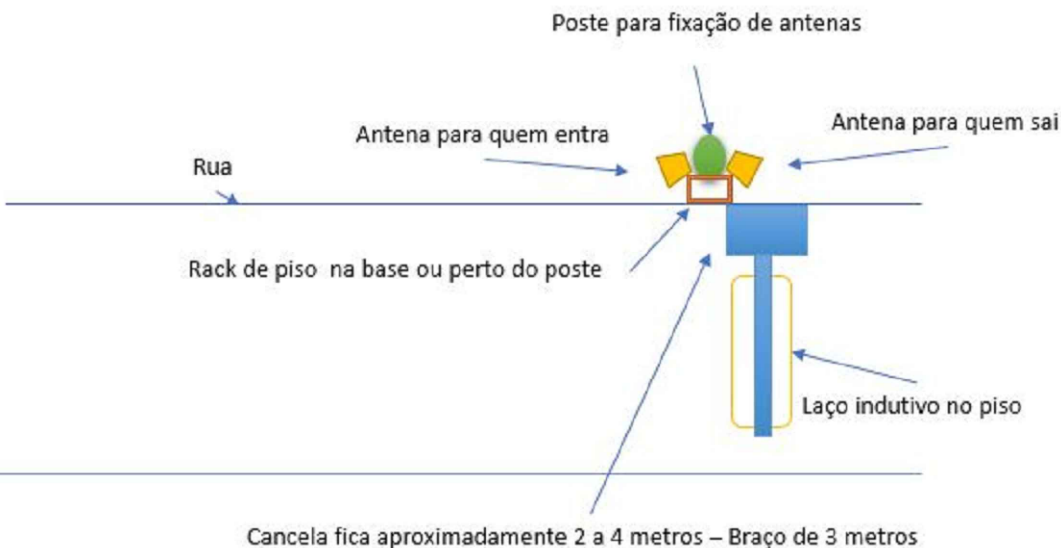 Poste para fixação de antenas
Antena para quem entra
Antena para quem sai
Rua
Rack de piso na base ou perto do poste
Laço indutivo no piso
Cancela fica aproximadamente 2 a 4 metros – Braço de 3 metros